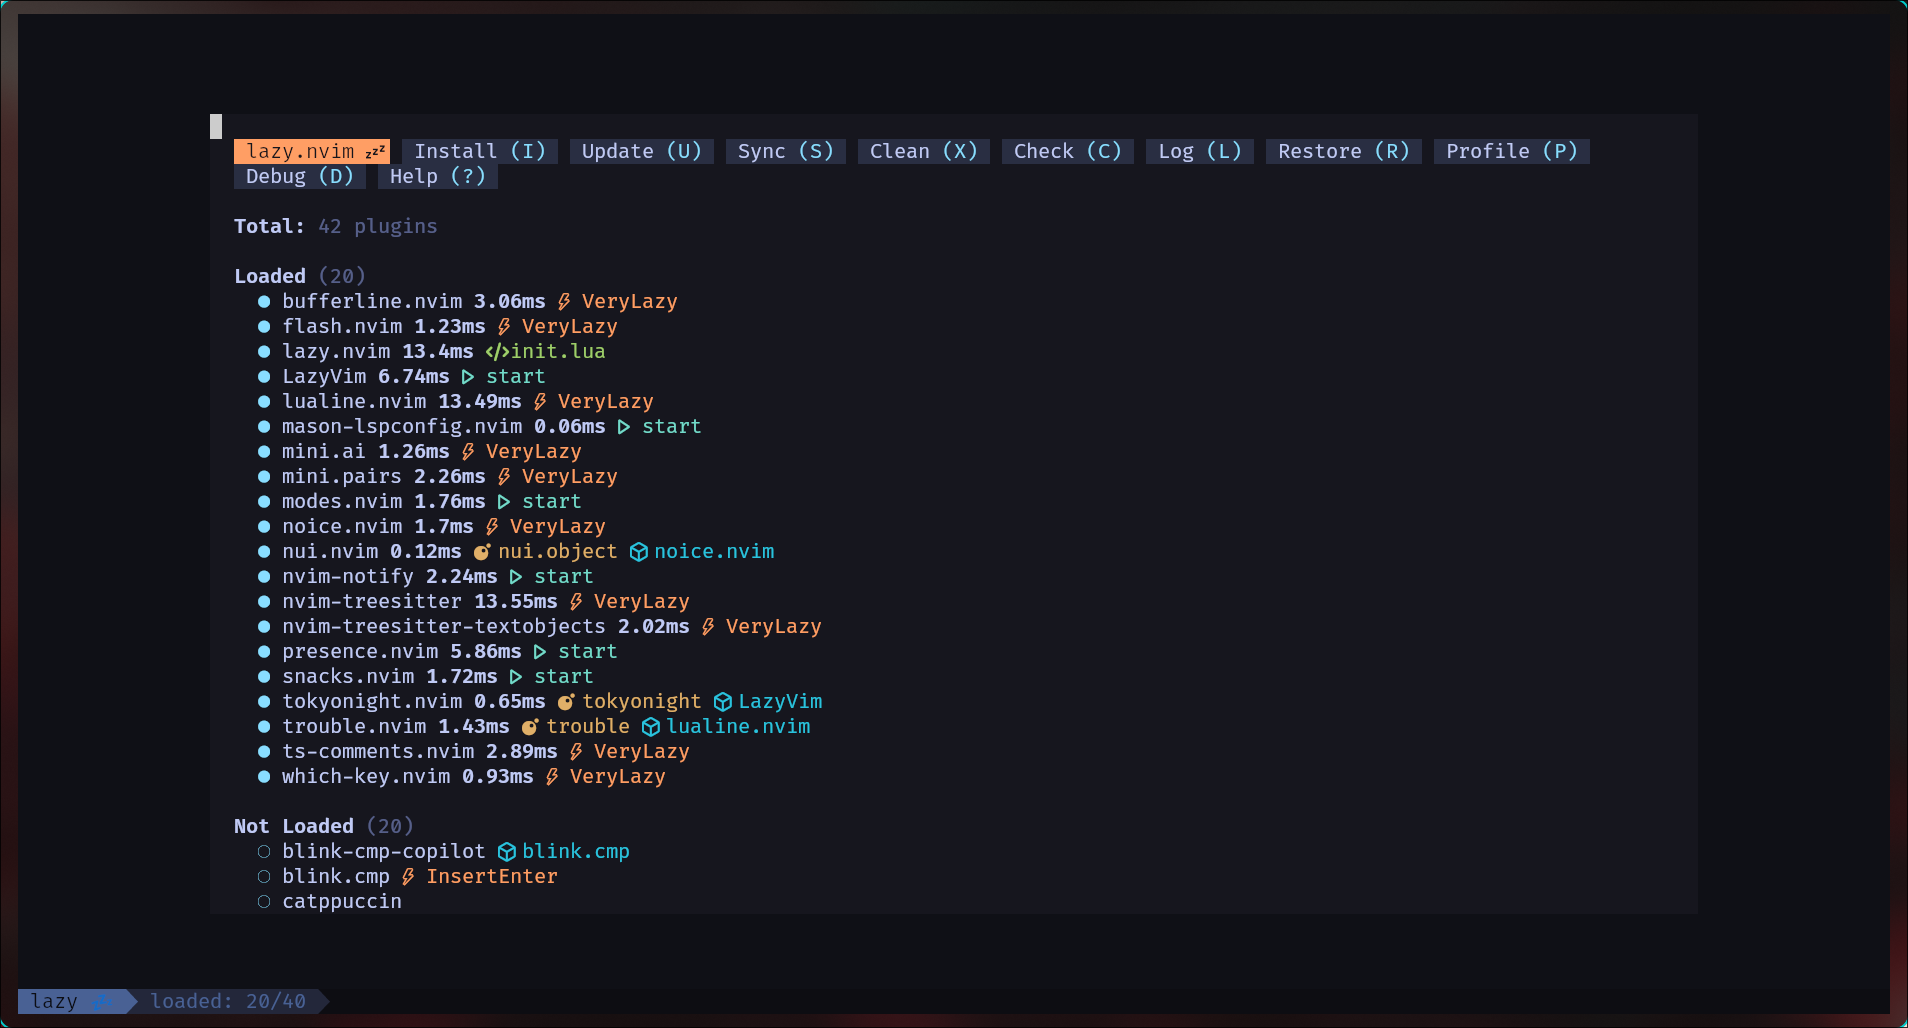 lazy.nvim zzz Install (I) Update (U) Sync (S) Clean (X) Check (C) Log (L) Restore (R) Profile (P)
Debug (D) Help (?)
Total: 42 plugins
Loaded (20)
● bufferline.nvim 3.06ms VeryLazy
● flash.nvim 1.23ms VeryLazy
● lazy.nvim 13.4ms </>init.lua
● LazyVim 6.74ms start
● lualine.nvim 13.49ms VeryLazy
● mason-lspconfig.nvim 0.06ms start
● mini.ai 1.26ms VeryLazy
● mini.pairs 2.26ms VeryLazy
● modes.nvim 1.76ms start
● noice.nvim 1.7ms VeryLazy
● nui.nvim 0.12ms nui.object noice.nvim
● nvim-notify 2.24ms start
● nvim-treesitter 13.55ms VeryLazy
● nvim-treesitter-textobjects 2.02ms VeryLazy
● presence.nvim 5.86ms start
● snacks.nvim 1.72ms start
● tokyonight.nvim 0.65ms tokyonight LazyVim
● trouble.nvim 1.43ms trouble lualine.nvim
● ts-comments.nvim 2.89ms VeryLazy
● which-key.nvim 0.93ms VeryLazy
Not Loaded (20)
○ blink-cmp-copilot blink.cmp
○ blink.cmp InsertEnter
○ catppuccin
lazy loaded: 20/40